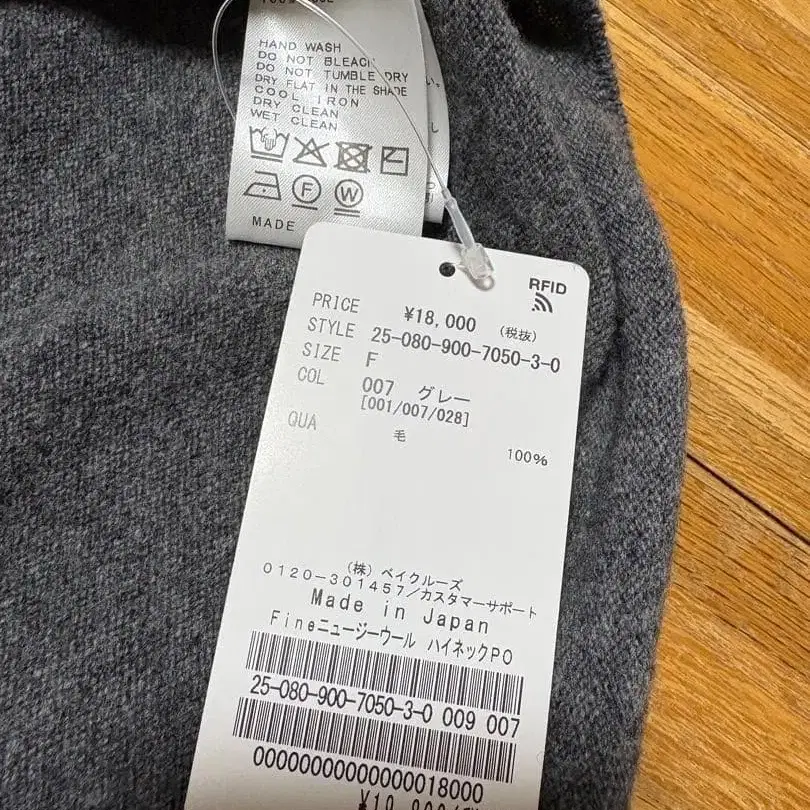 HAND WASH
DO NOT BLEACH
DO NOT TUMBLE DRY
DRY FLAT IN THE SHADE
COOL IRON
DRY CLEAN
WET CLEAN
F W
MADE
い。
し
RFID
PRICE ¥18,000 (税抜)
STYLE 25-080-900-7050-3-0
SIZE F
COL 007 グレー
[001/007/028]
QUA 毛 100%
(株)ベイクルーズ
0120-301457/カスタマーサポート
Made in Japan
Fineニュージーウール ハイネックPO
25-080-900-7050-3-0 009 007
00000000000000018000